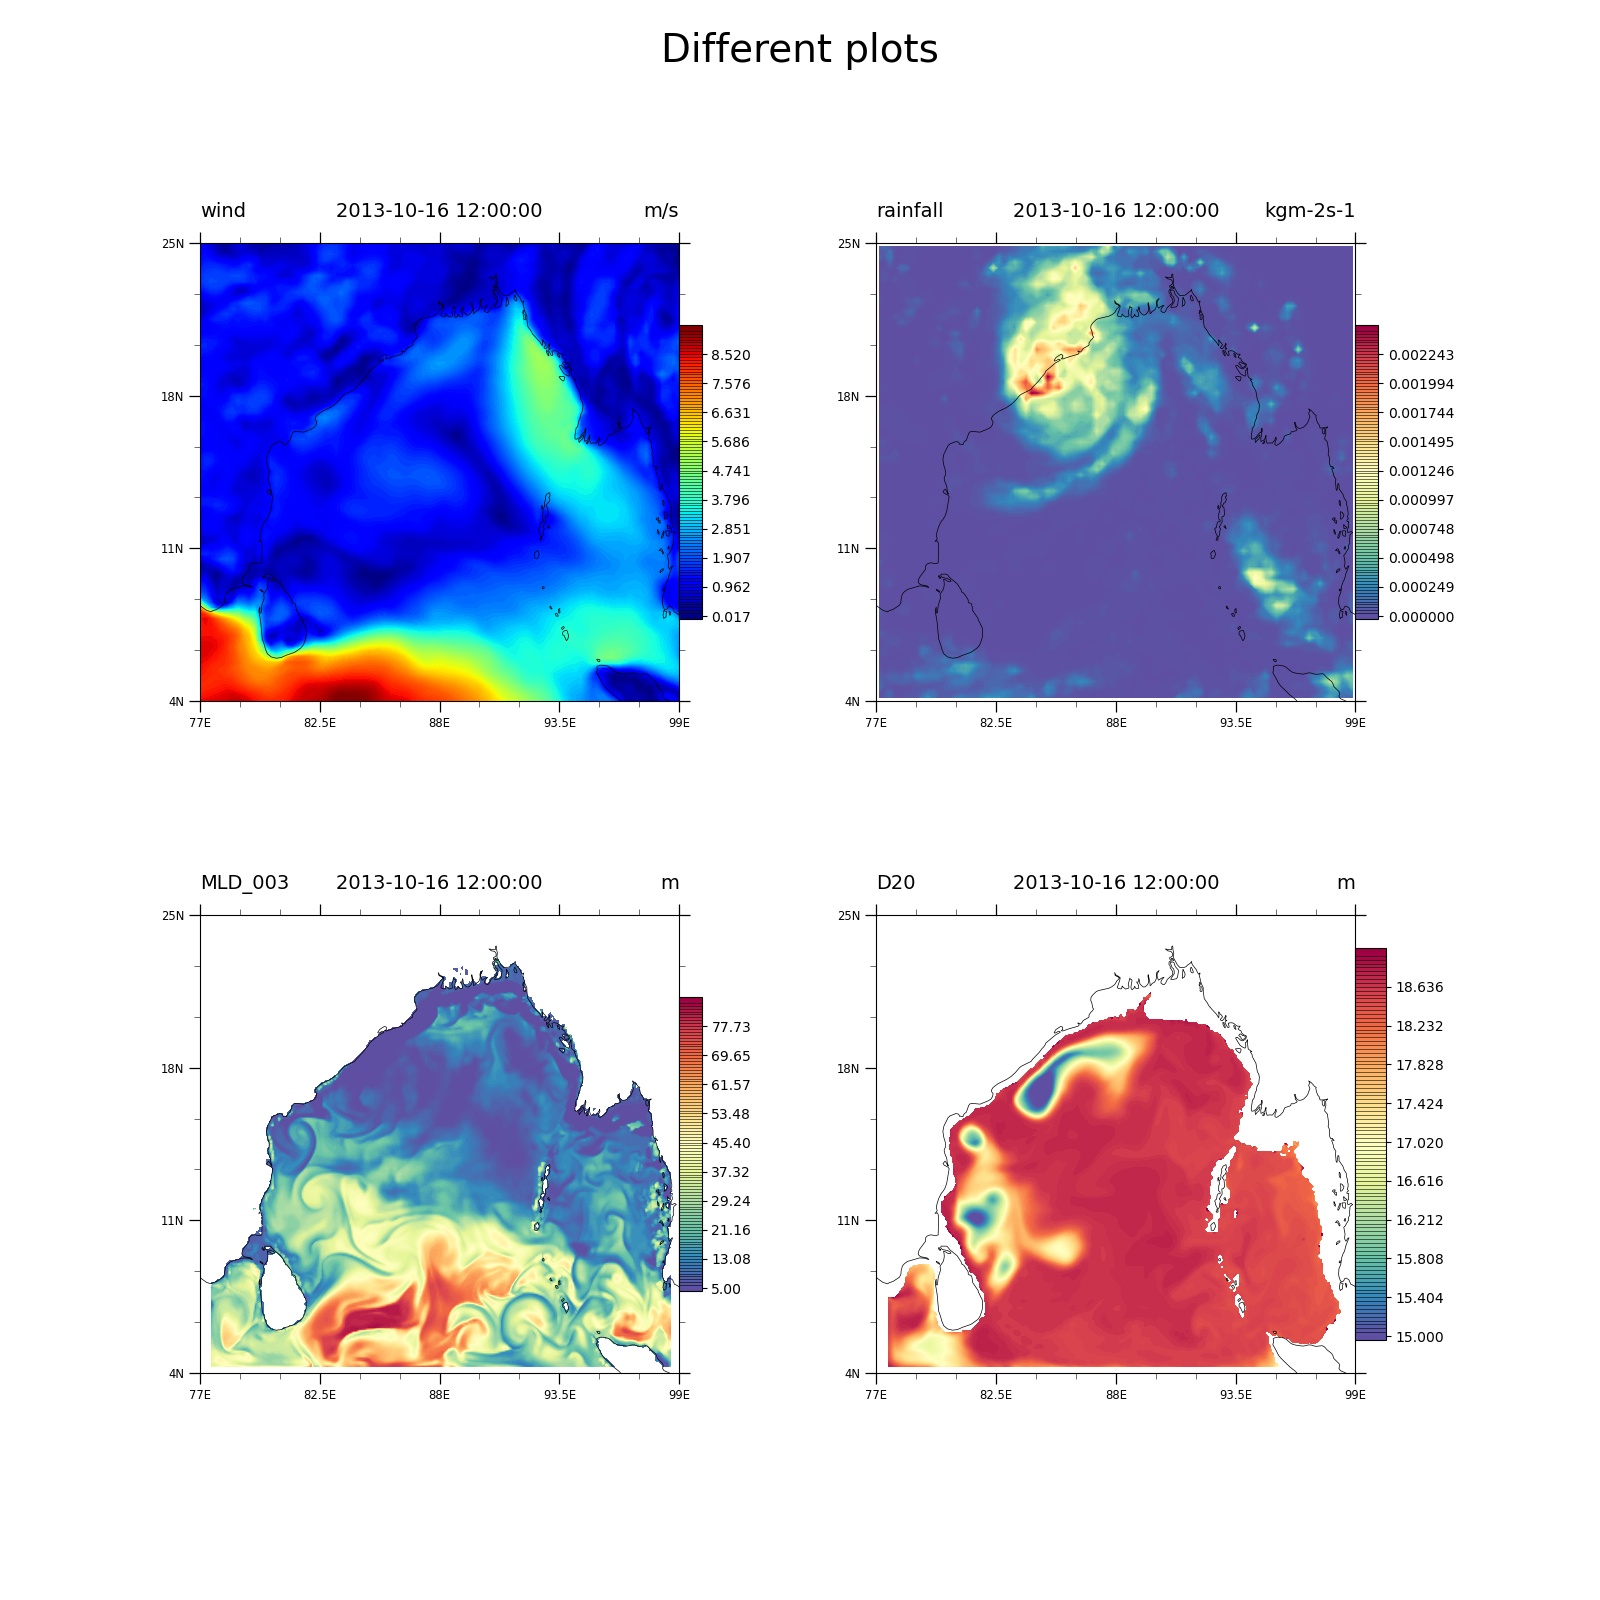 Different plots
wind 2013-10-16 12:00:00 m/s
25N
18N
11N
4N
77E 82.5E 88E 93.5E 99E
8.520
7.576
6.631
5.686
4.741
3.796
2.851
1.907
0.962
0.017
rainfall 2013-10-16 12:00:00 kgm-2s-1
25N
18N
11N
4N
77E 82.5E 88E 93.5E 99E
0.002243
0.001994
0.001744
0.001495
0.001246
0.000997
0.000748
0.000498
0.000249
0.000000
MLD_003 2013-10-16 12:00:00 m
25N
18N
11N
4N
77E 82.5E 88E 93.5E 99E
77.73
69.65
61.57
53.48
45.40
37.32
29.24
21.16
13.08
5.00
D20 2013-10-16 12:00:00 m
25N
18N
11N
4N
77E 82.5E 88E 93.5E 99E
18.636
18.232
17.828
17.424
17.020
16.616
16.212
15.808
15.404
15.000